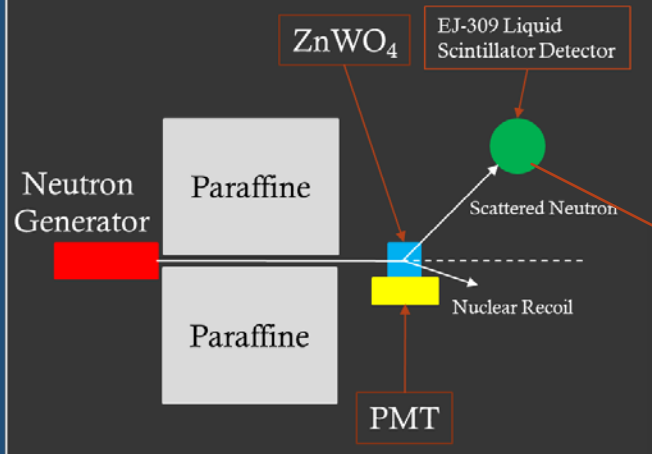 ZnWO₄
EJ-309 Liquid
Scintillator Detector
Neutron
Generator
Paraffine
Scattered Neutron
Nuclear Recoil
Paraffine
PMT